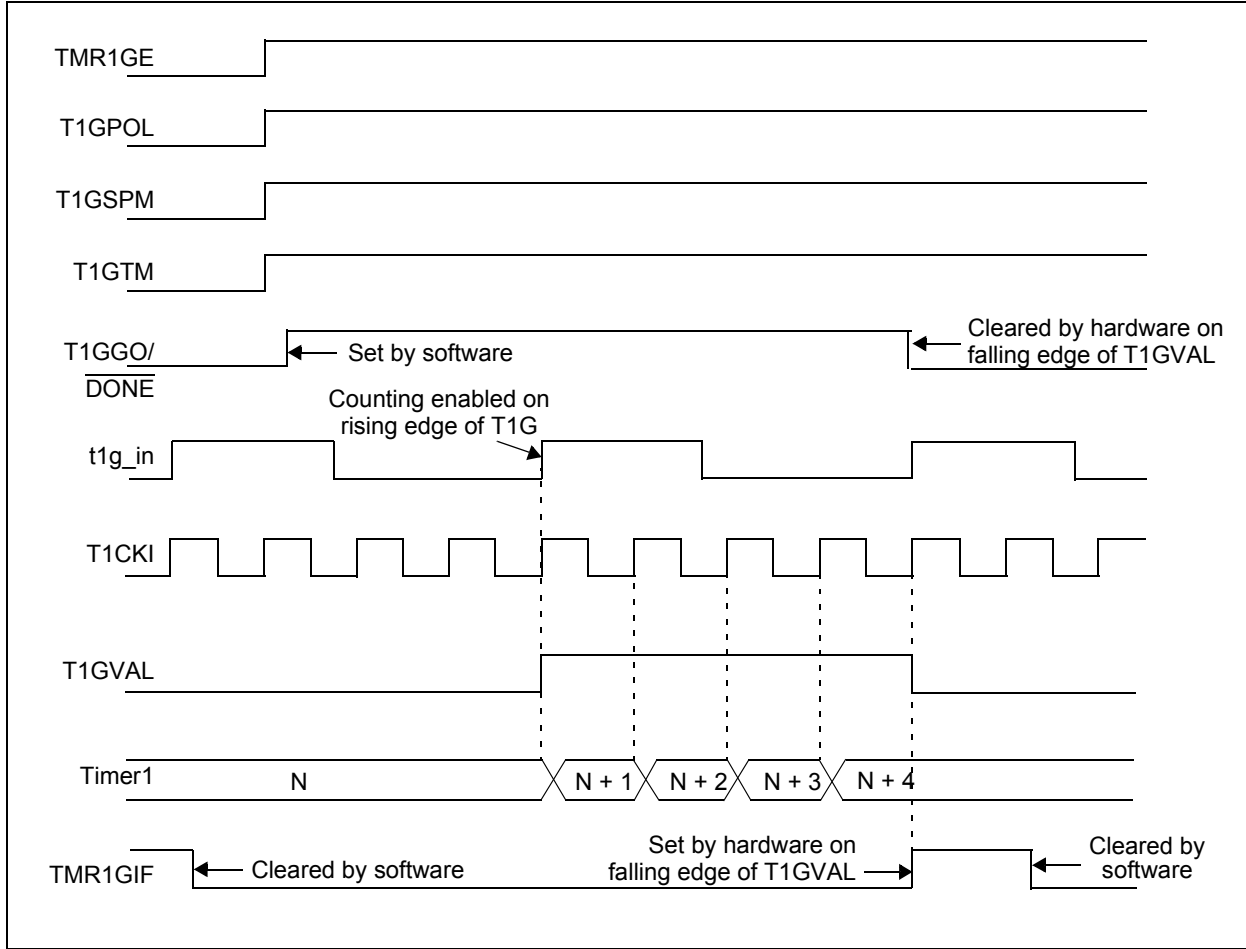 TMR1GE
T1GPOL
T1GSPM
T1GTM
T1GGO/
DONE
Set by software
Cleared by hardware on
falling edge of T1GVAL
Counting enabled on
rising edge of T1G
t1g_in
T1CKI
T1GVAL
Timer1
N
N + 1
N + 2
N + 3
N + 4
TMR1GIF
Cleared by software
Set by hardware on
falling edge of T1GVAL
Cleared by
software